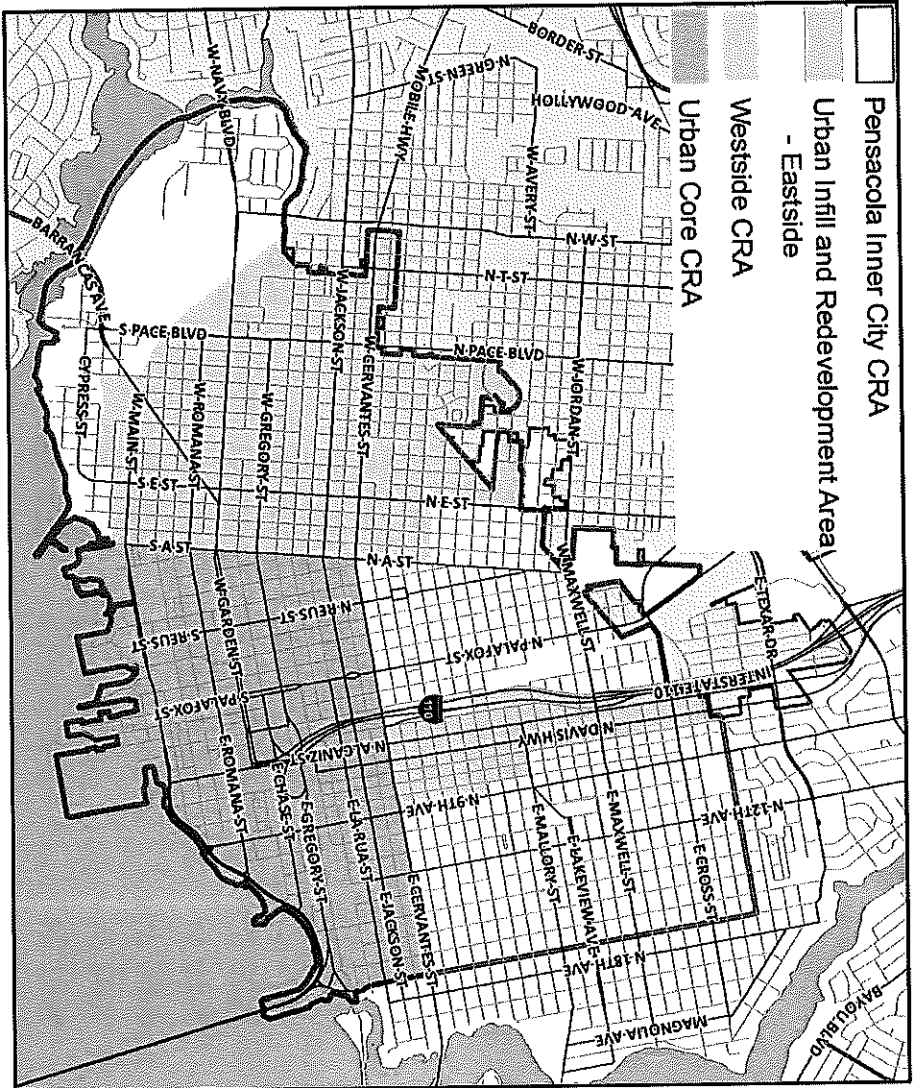 Pensacola Inner City CRA
Urban Infill and Redevelopment Area
- Eastside
Westside CRA
Urban Core CRA
BORDER-ST
N-GREEN-ST
HOLLYWOOD-AVE
W-NAVY-BLVD
MOBILE-HWY
W-AVERY-ST
N-W-ST
N-T-ST
BARRANCAS-AVE
W-JACKSON-ST
S-PACE-BLVD
W-CERVANTES-ST
N-PACE-BLVD
W-JORDAN-ST
CYPRESS-ST
W-MAIN-ST
W-ROMANA-ST
W-GREGORY-ST
S-E-ST
N-E-ST
S-A-ST
N-A-ST
W-MAXWELL-ST
E-TEXAR-DR
W-GARDEN-ST
N-REUS-ST
S-REUS-ST
N-PALAFOX-ST
S-PALAFOX-ST
INTERSTATE-110
110
N-DAVIS-HWY
N-ALCANIZ-ST
E-ROMANA-ST
E-CHASE-ST
E-GREGORY-ST
E-LA-RUA-ST
N-9TH-AVE
N-12TH-AVE
E-MALLORY-ST
E-LAKEVIEW-AVE
E-MAXWELL-ST
E-CROSS-ST
E-JACKSON-ST
E-CERVANTES-ST
N-18TH-AVE
MAGNOLIA-AVE
BAYOU-BLVD